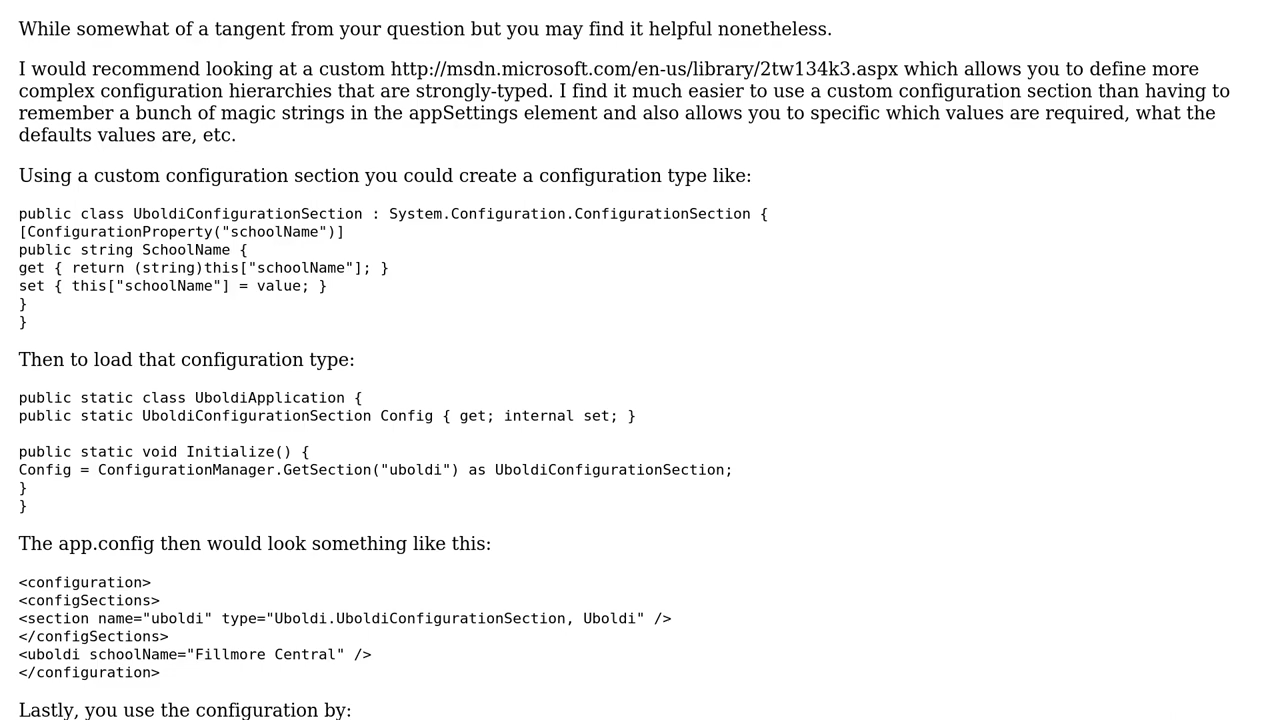 While somewhat of a tangent from your question but you may find it helpful nonetheless.
I would recommend looking at a custom http://msdn.microsoft.com/en-us/library/2tw134k3.aspx which allows you to define more
complex configuration hierarchies that are strongly-typed. I find it much easier to use a custom configuration section than having to
remember a bunch of magic strings in the appSettings element and also allows you to specific which values are required, what the
defaults values are, etc.
Using a custom configuration section you could create a configuration type like:
public class UboldiConfigurationSection : System.Configuration.ConfigurationSection {
[ConfigurationProperty("schoolName")]
public string SchoolName {
get { return (string)this["schoolName"]; }
set { this["schoolName"] = value; }
}
}
Then to load that configuration type:
public static class UboldiApplication {
public static UboldiConfigurationSection Config { get; internal set; }
public static void Initialize() {
Config = ConfigurationManager.GetSection("uboldi") as UboldiConfigurationSection;
}
}
The app.config then would look something like this:
<configuration>
<configSections>
<section name="uboldi" type="Uboldi.UboldiConfigurationSection, Uboldi" />
</configSections>
<uboldi schoolName="Fillmore Central" />
</configuration>
Lastly, you use the configuration by: